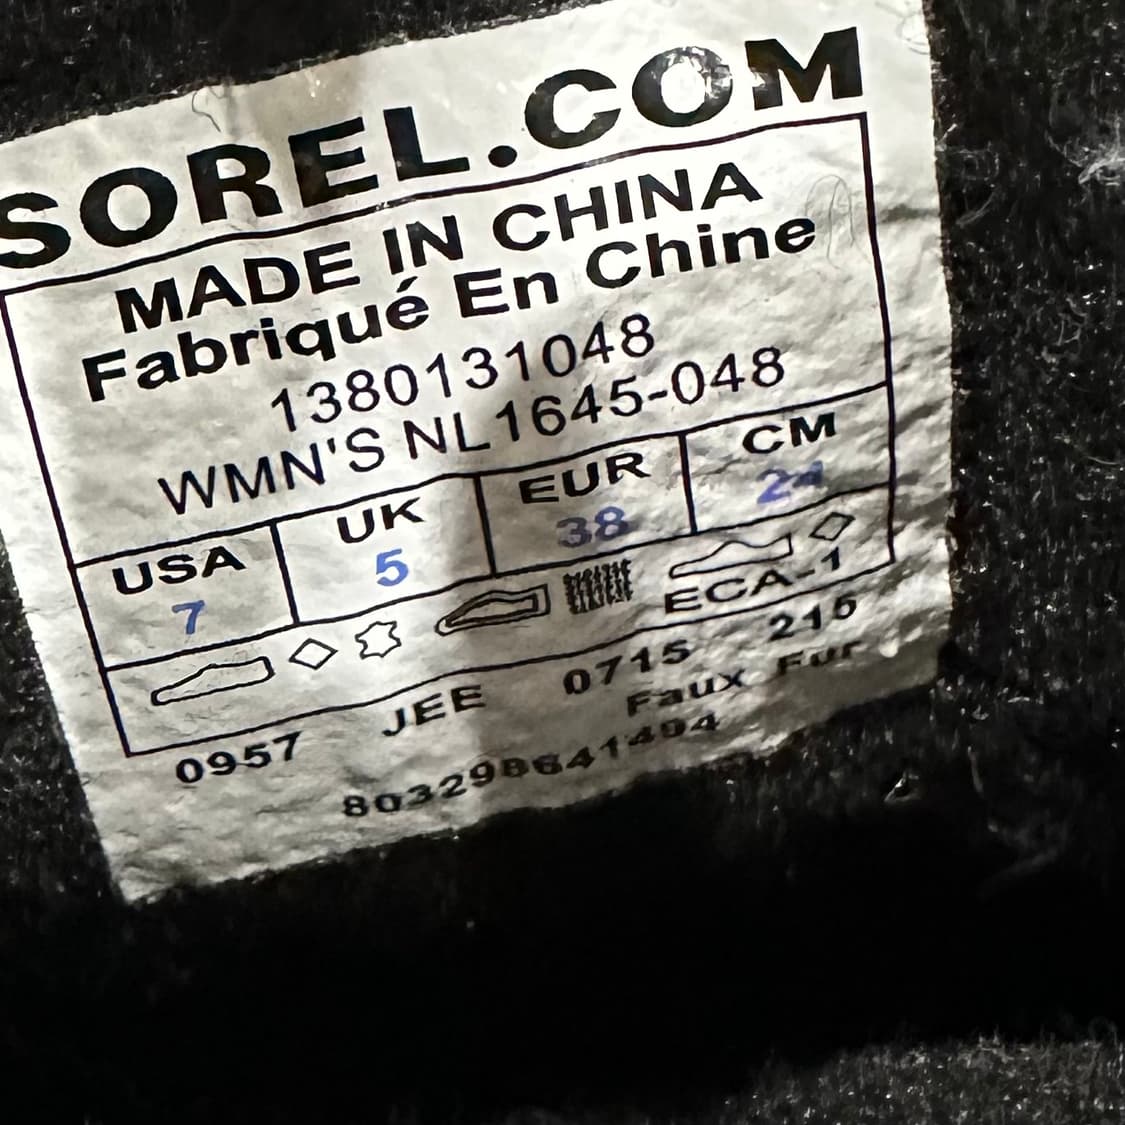 SOREL.COM
MADE IN CHINA
Fabriqué En Chine
1380131048
WMN'S NL1645-048
USA UK EUR CM
7 5 38 24
ECA-1
0957 JEE 0715 215
Faux Fur
803298641494